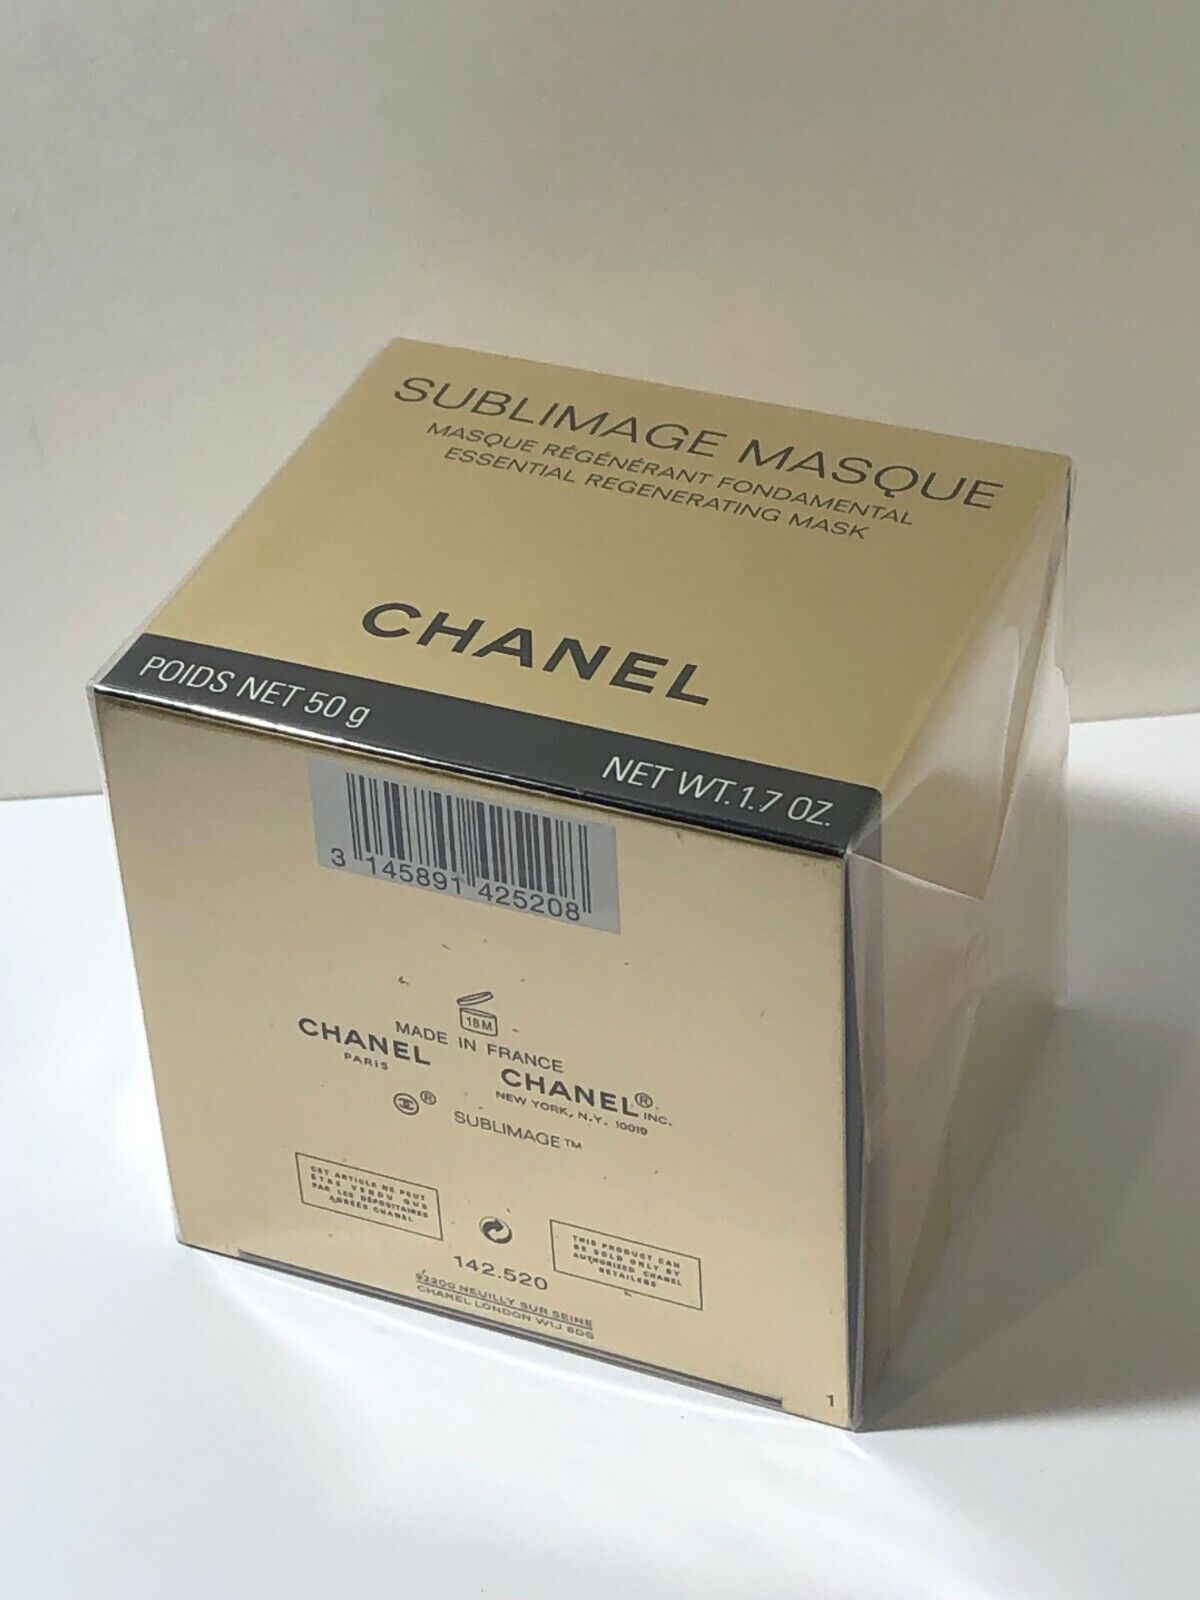 SUBLIMAGE MASQUE
MASQUE RÉGÉNÉRANT FONDAMENTAL
ESSENTIAL REGENERATING MASK
CHANEL
POIDS NET 50 g
NET WT. 1.7 OZ.
3 145891 425208
18M
MADE IN FRANCE
CHANEL
PARIS
CHANEL® INC.
NEW YORK, N.Y. 10019
®
SUBLIMAGE™
CET ARTICLE NE PEUT
ÊTRE VENDU QUE
PAR LES DÉPOSITAIRES
AGRÉÉS CHANEL
THIS PRODUCT CAN
BE SOLD ONLY BY
AUTHORIZED CHANEL
RETAILERS
142.520
92200 NEUILLY SUR SEINE
CHANEL LONDON W1J 6DG
1